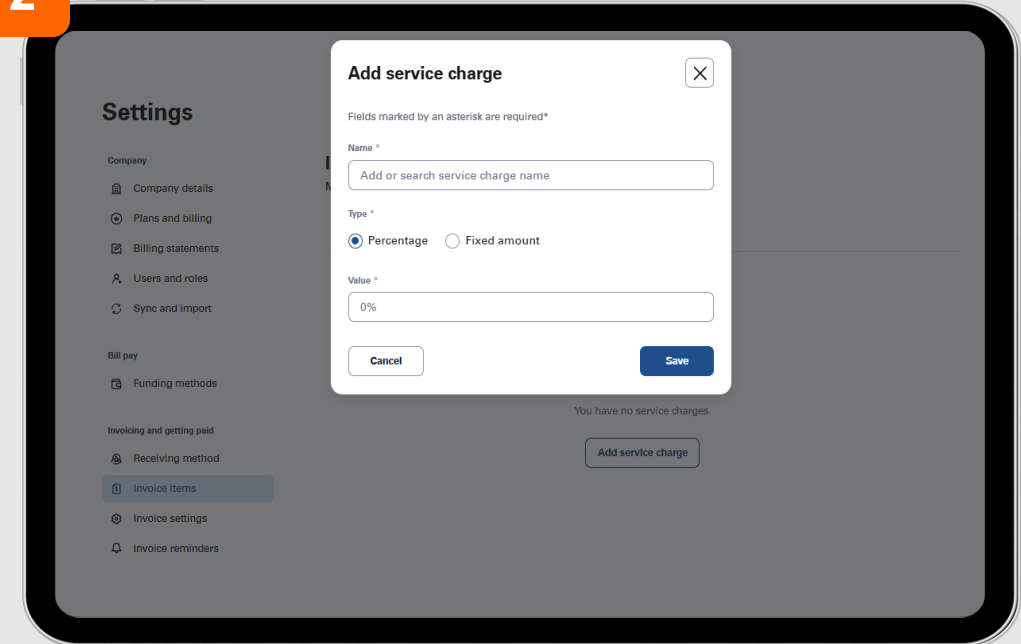 2
Add service charge
Fields marked by an asterisk are required*
Name *
Add or search service charge name
Type *
Percentage
Fixed amount
Value *
0%
Cancel
Save
Settings
Company
Company details
Plans and billing
Billing statements
Users and roles
Sync and import
Bill pay
Funding methods
Invoicing and getting paid
Receiving method
Invoice items
Invoice settings
Invoice reminders
You have no service charges.
Add service charge